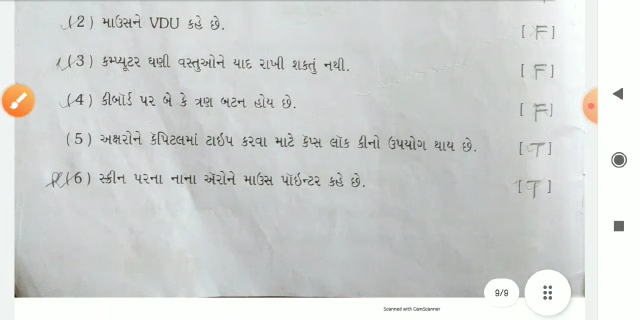 (2) માઉસને VDU કહે છે. [F]
(3) કમ્પ્યૂટર ઘણી વસ્તુઓને યાદ રાખી શકતું નથી. [F]
(4) કીબૉર્ડ પર બે કે ત્રણ બટન હોય છે. [F]
(5) અક્ષરોને કૅપિટલમાં ટાઇપ કરવા માટે કૅપ્સ લૉક કીનો ઉપયોગ થાય છે. [T]
(6) સ્ક્રીન પરના નાના ઍરોને માઉસ પૉઇન્ટર કહે છે. [T]
9/9
Scanned with CamScanner